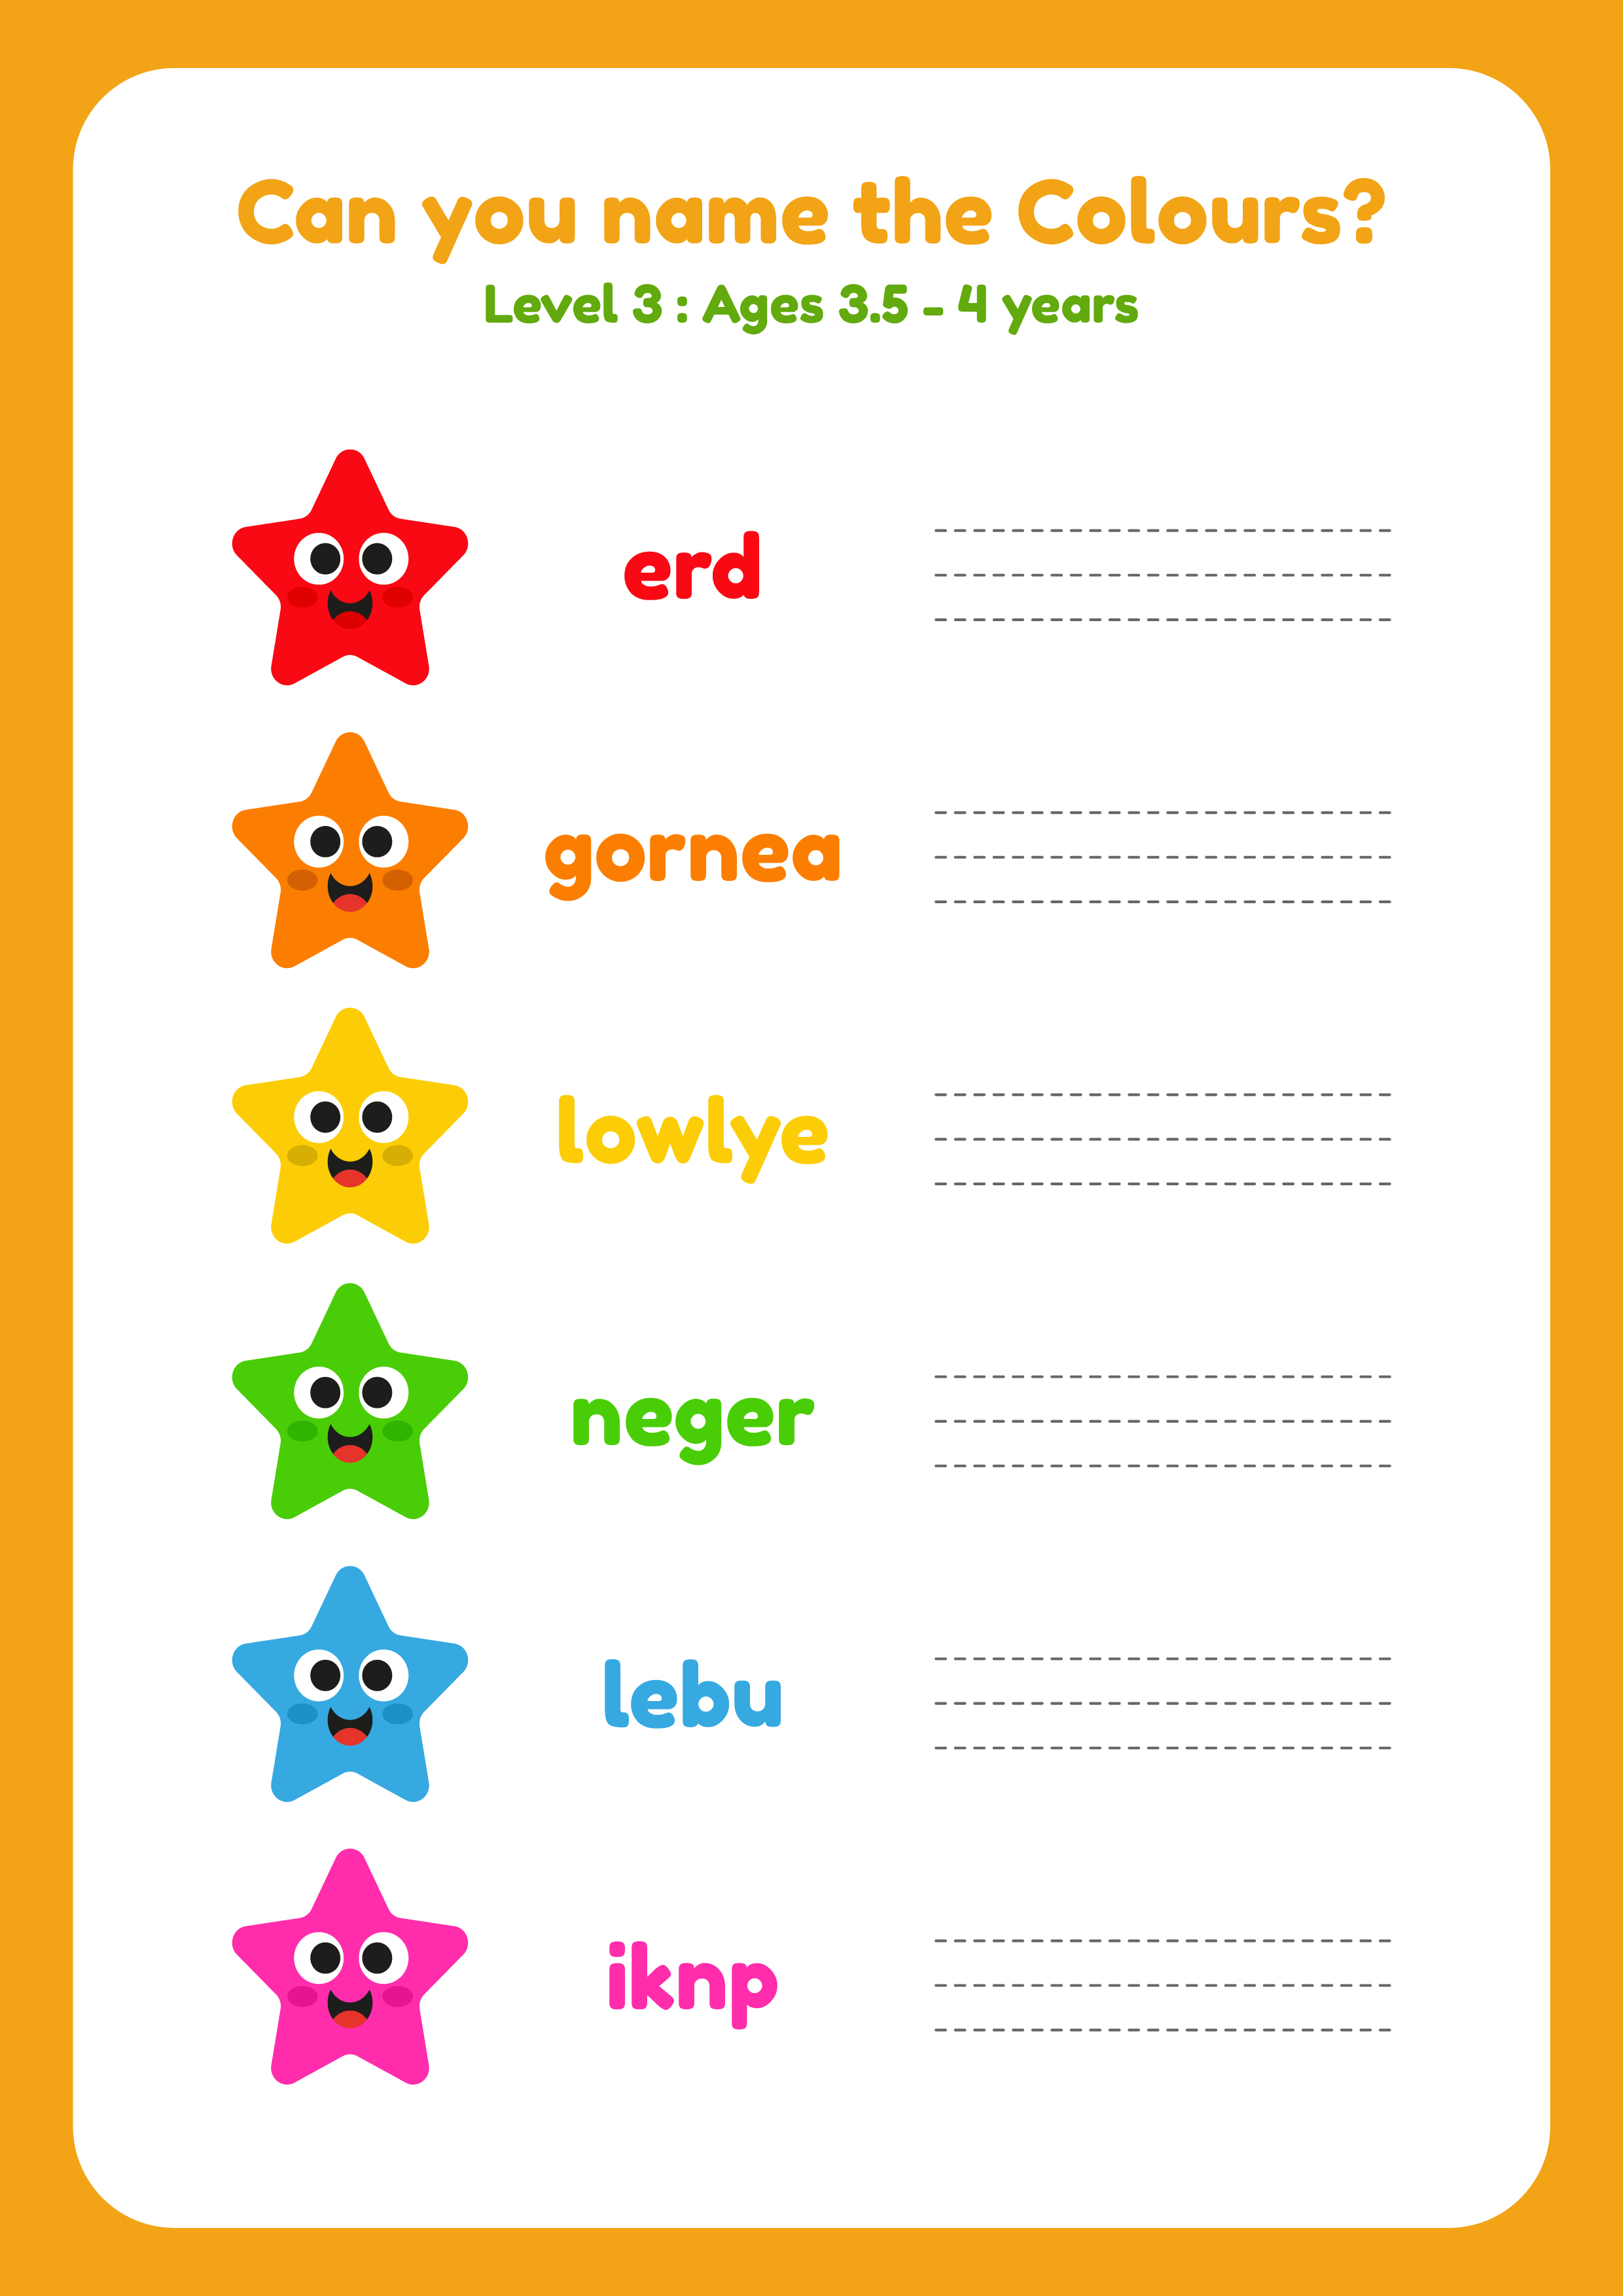 Can you name the Colours?
Level 3 : Ages 3.5 - 4 years
erd
gornea
lowlye
neger
lebu
iknp